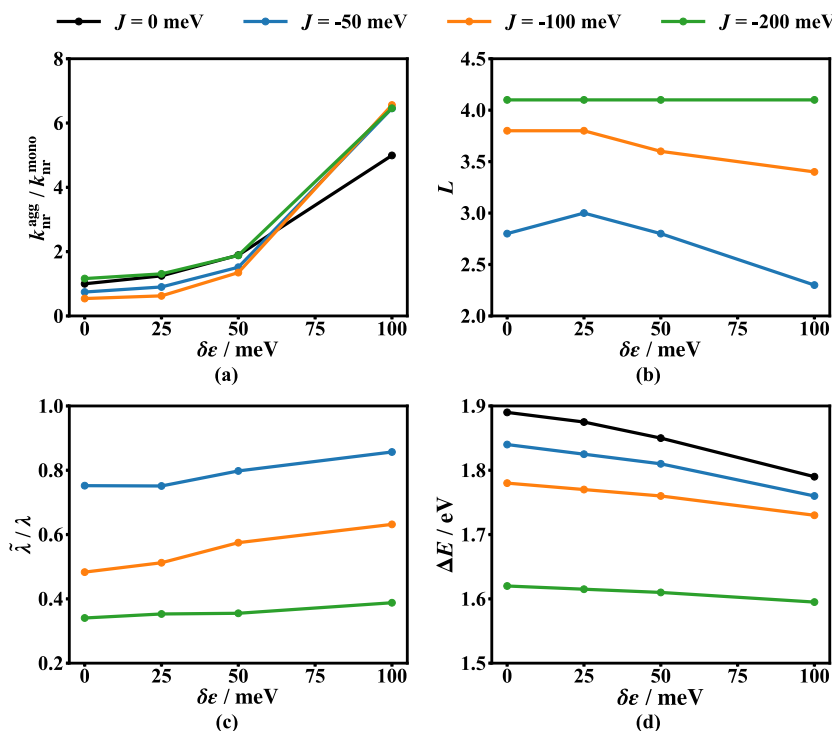 J = 0 meV J = -50 meV J = -100 meV J = -200 meV
8
6
4
2
0
k_nr^agg / k_nr^mono
0 25 50 75 100
δε / meV
(a)
4.5
4.0
3.5
3.0
2.5
2.0
L
0 25 50 75 100
δε / meV
(b)
1.0
0.8
0.6
0.4
0.2
λ̃ / λ
0 25 50 75 100
δε / meV
(c)
1.9
1.8
1.7
1.6
1.5
ΔE / eV
0 25 50 75 100
δε / meV
(d)